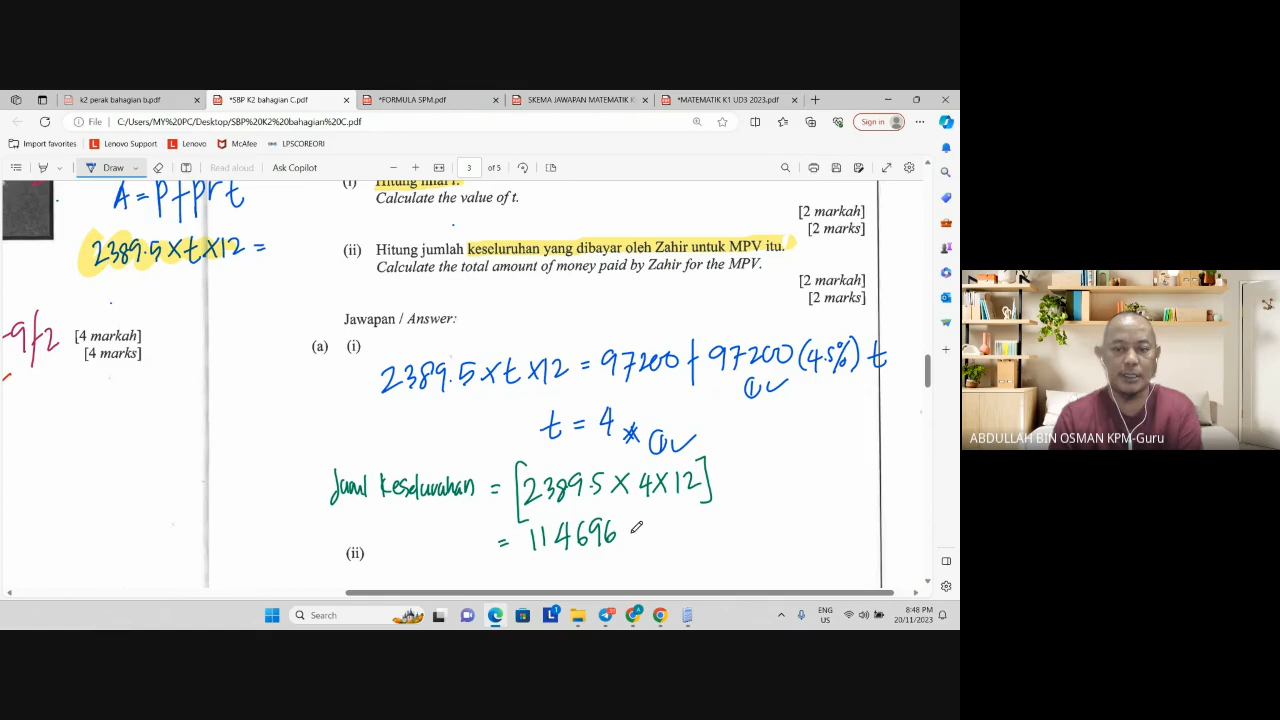 k2 perak bahagian b.pdf
*SBP K2 bahagian C.pdf
*FORMULA SPM.pdf
SKEMA JAWAPAN MATEMATIK K
*MATEMATIK K1 UD3 2023.pdf
File
C:/Users/MY%20PC/Desktop/SBP%20K2%20bahagian%20C.pdf
Sign in
Import favorites
Lenovo Support
Lenovo
McAfee
LPSCOREORI
Draw
3 of 5
Read aloud
Ask Copilot
A = P + Prt
2389.5 × t × 12 =
[4 markah]
[4 marks]
(i) Hitung nilai t.
Calculate the value of t.
[2 markah]
[2 marks]
(ii) Hitung jumlah keseluruhan yang dibayar oleh Zahir untuk MPV itu.
Calculate the total amount of money paid by Zahir for the MPV.
[2 markah]
[2 marks]
Jawapan / Answer:
(a) (i)
2389.5 × t × 12 = 97200 + 97200 (4.5%) t
① ✓
t = 4 * ① ✓
Juml keselurahan = [2389.5 × 4 × 12]
= 114696
(ii)
ABDULLAH BIN OSMAN KPM-Guru
Search
ENG
US
8:48 PM
20/11/2023